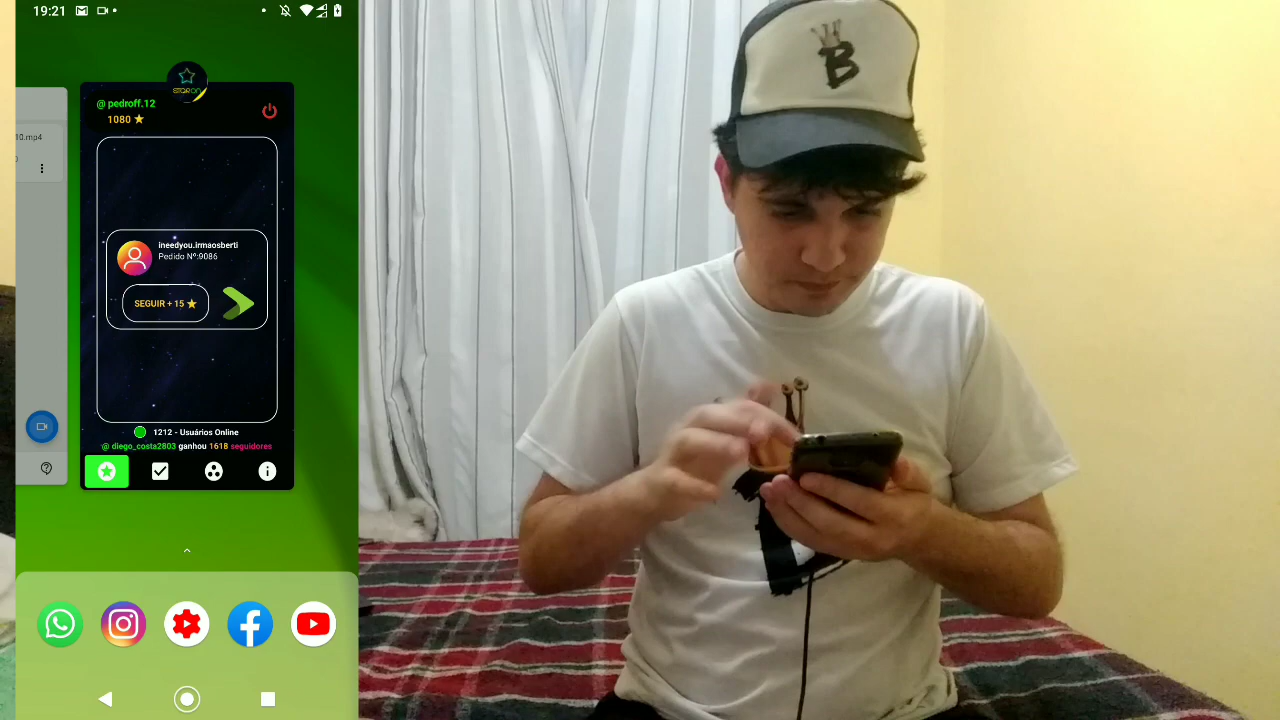 19:21
STARON
@ pedroff.12
1080
10.mp4
ineedyou.irmaosberti
Pedido Nº:9086
SEGUIR + 15
1212 - Usuários Online
@ diego_costa2803 ganhou 1618 seguidores
B